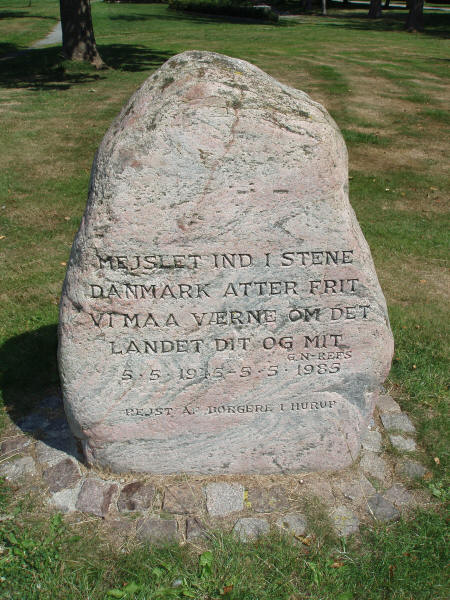 MEJSLET IND I STENE
DANMARK ATTER FRIT
VI MAA VÆRNE OM DET
LANDET DIT OG MIT
G.N-REFS
5·5·1945-5·5·1985
REJST AF BORGERE I HURUP